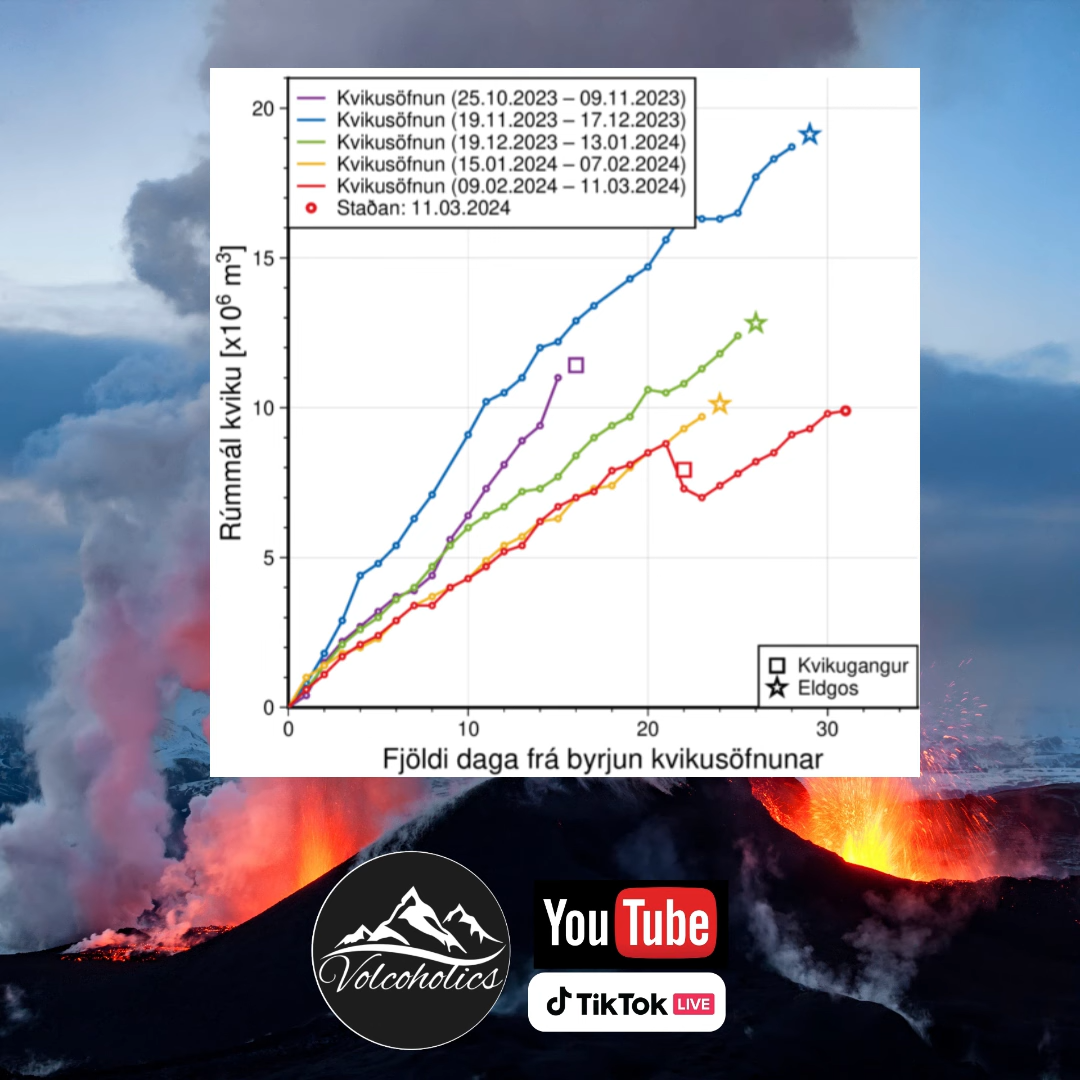 Kvikusöfnun (25.10.2023 – 09.11.2023)
Kvikusöfnun (19.11.2023 – 17.12.2023)
Kvikusöfnun (19.12.2023 – 13.01.2024)
Kvikusöfnun (15.01.2024 – 07.02.2024)
Kvikusöfnun (09.02.2024 – 11.03.2024)
Staðan: 11.03.2024
Rúmmál kviku [x10⁶ m³]
20
15
10
5
0
Kvikugangur
Eldgos
0 10 20 30
Fjöldi daga frá byrjun kvikusöfnunar
Volcoholics
YouTube
TikTok LIVE